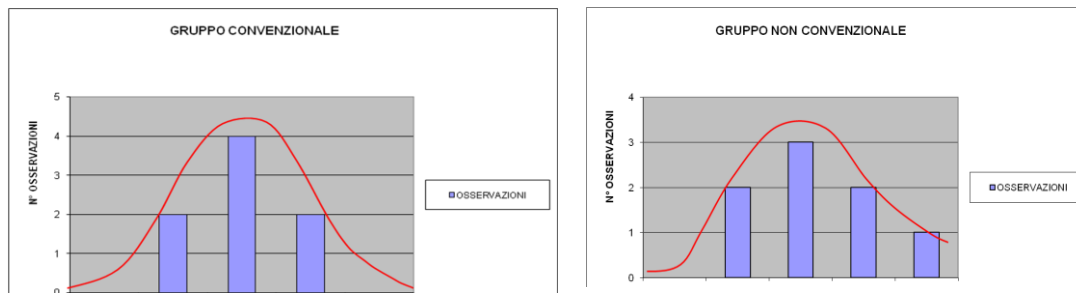 GRUPPO CONVENZIONALE
N° OSSERVAZIONI
5
4
3
2
1
0
OSSERVAZIONI
GRUPPO NON CONVENZIONALE
N° OSSERVAZIONI
4
3
2
1
0
OSSERVAZIONI